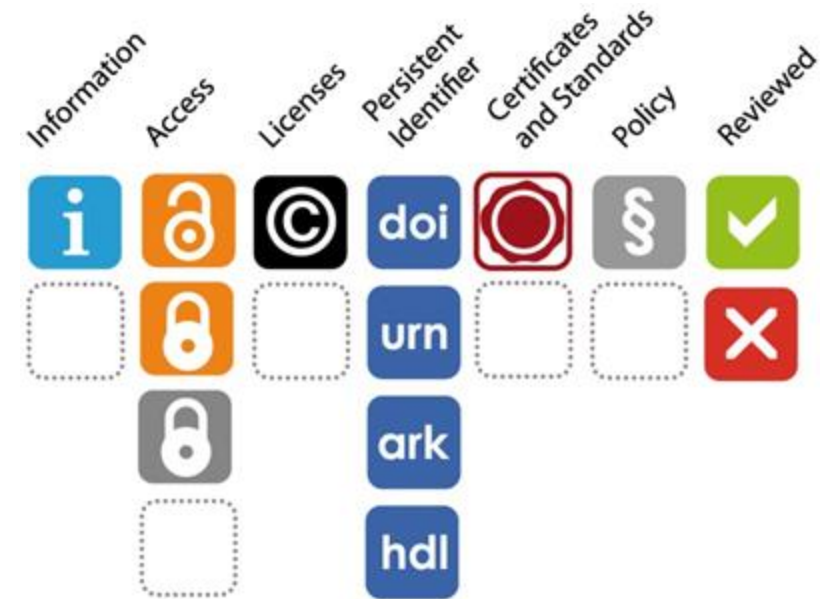 Information
Access
Licenses
Persistent
Identifier
Certificates
and Standards
Policy
Reviewed
i
©
doi
§
urn
ark
hdl